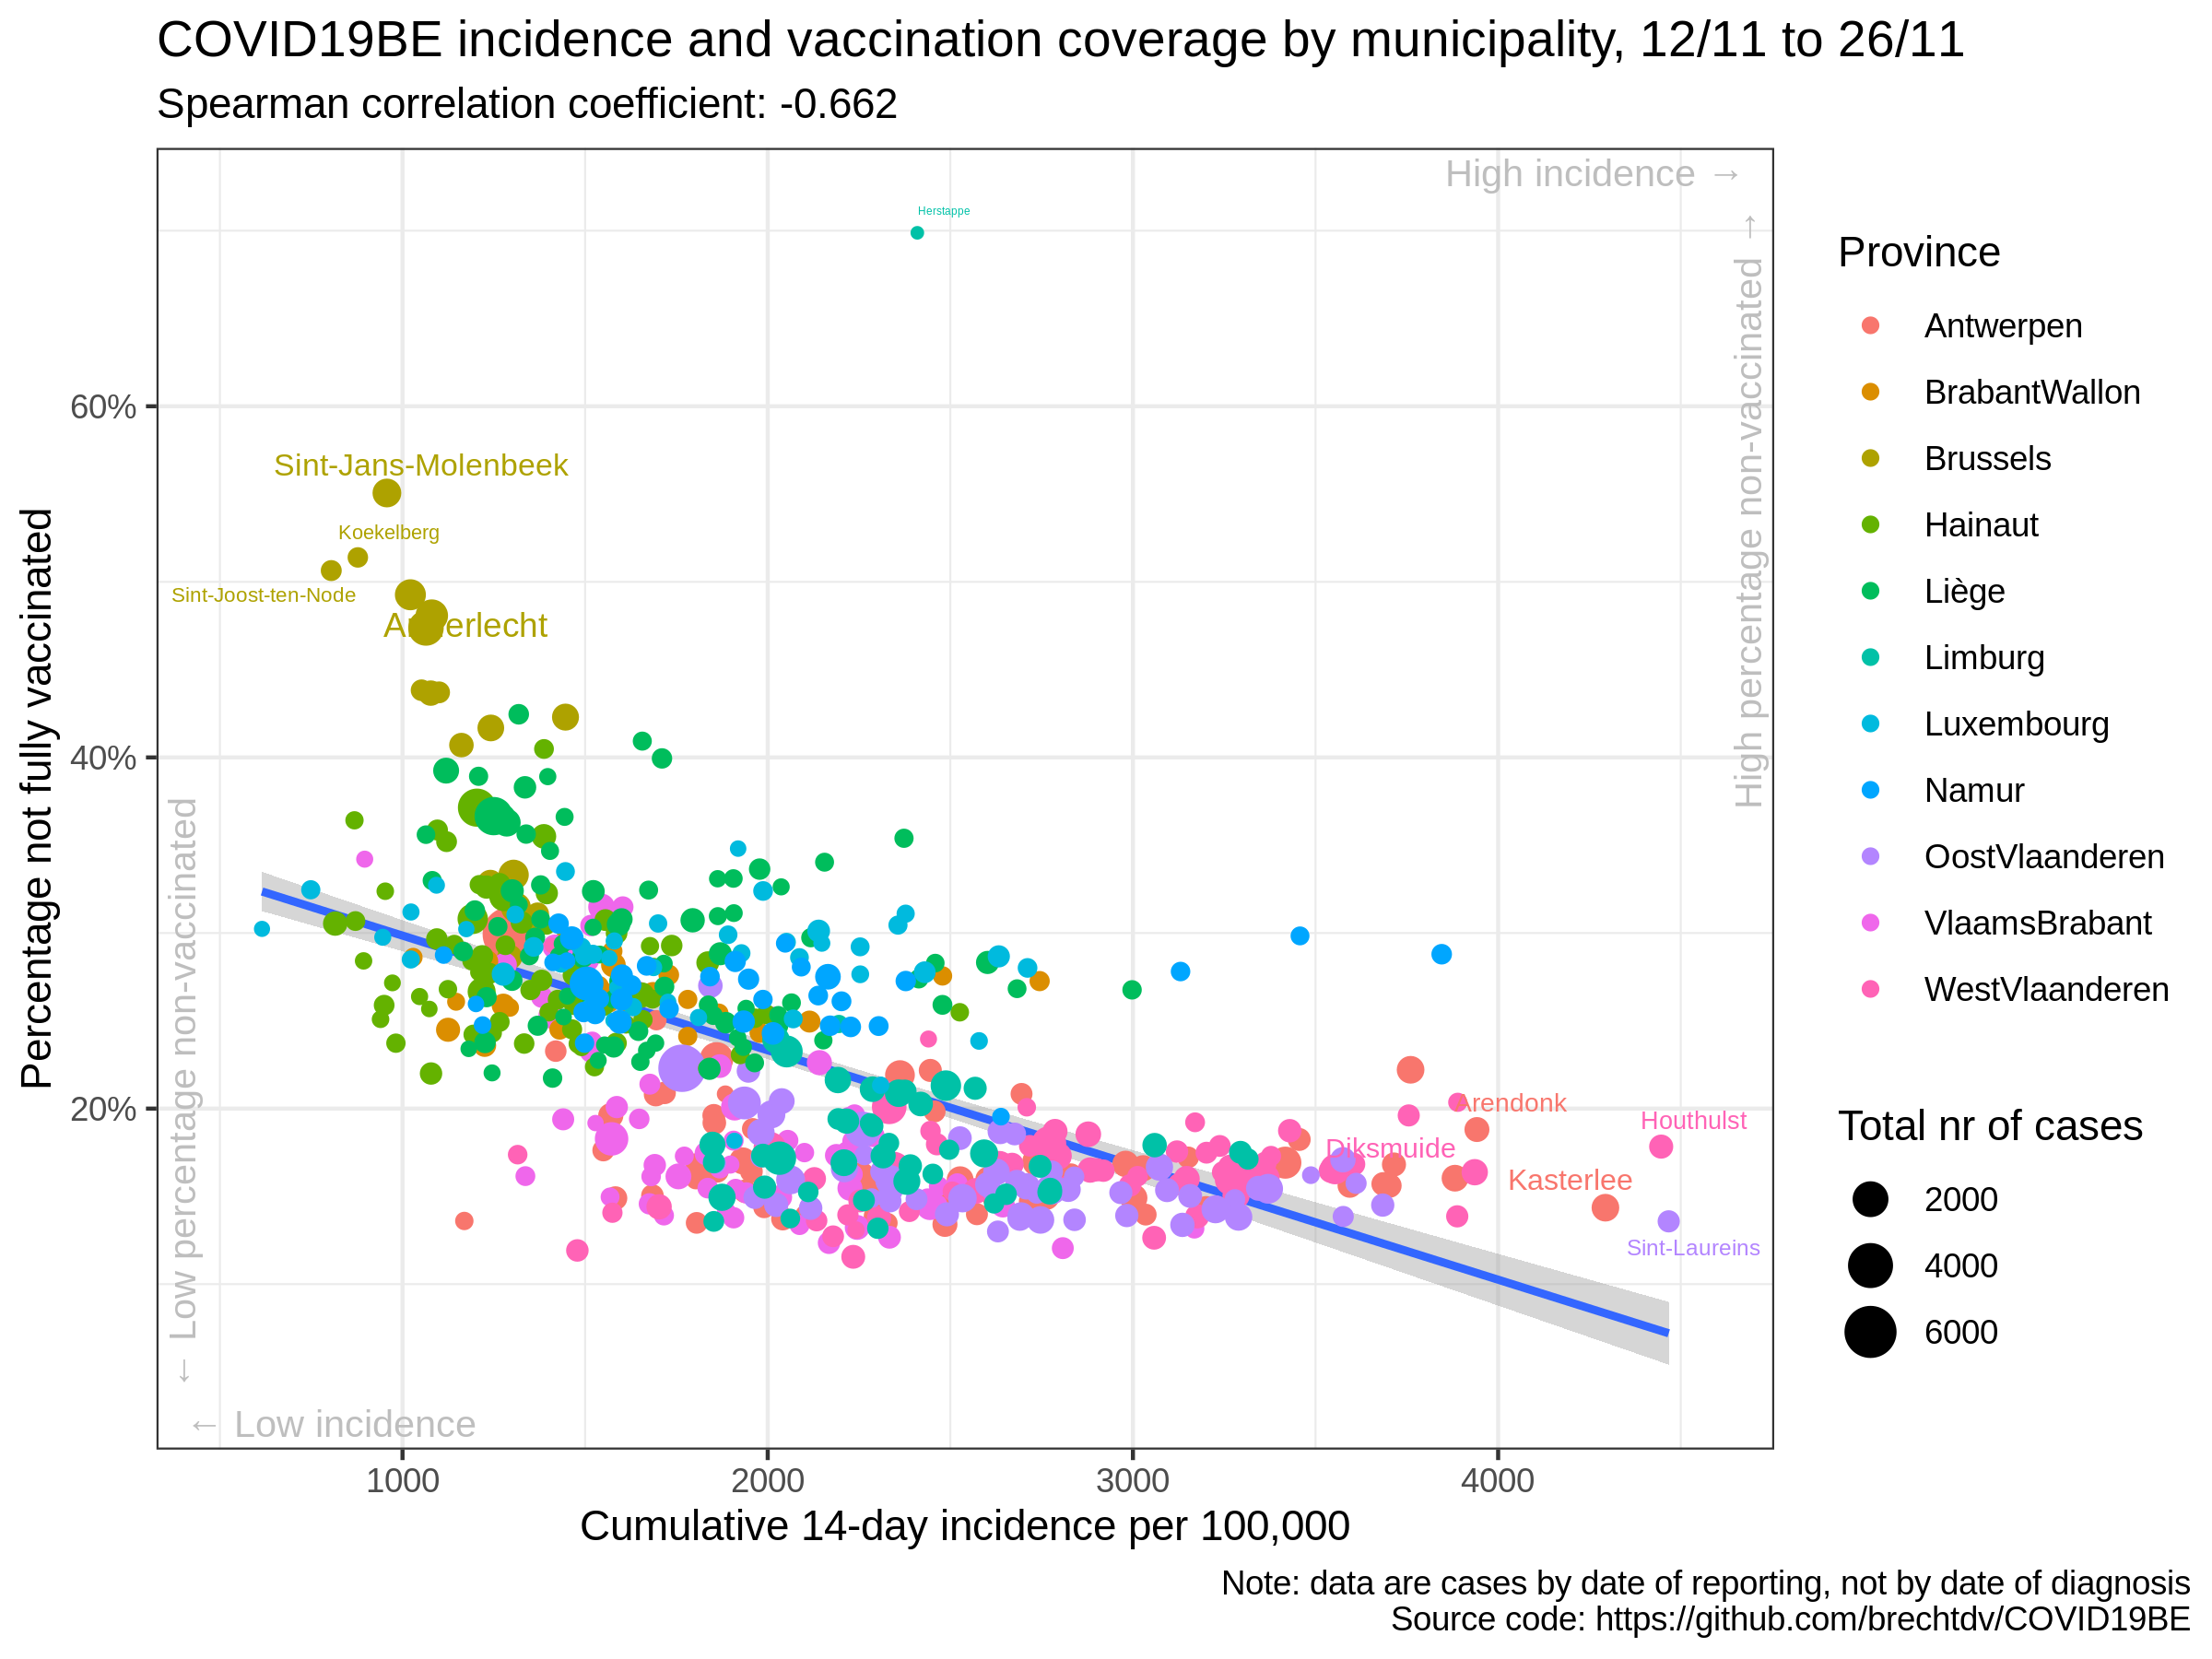 COVID19BE incidence and vaccination coverage by municipality, 12/11 to 26/11
Spearman correlation coefficient: -0.662
High incidence →
High percentage non-vaccinated →
Herstappe
Sint-Jans-Molenbeek
Koekelberg
Sint-Joost-ten-Node
Anderlecht
Arendonk
Houthulst
Diksmuide
Kasterlee
Sint-Laureins
← Low percentage non-vaccinated
← Low incidence
60%
40%
20%
Percentage not fully vaccinated
1000
2000
3000
4000
Cumulative 14-day incidence per 100,000
Province
Antwerpen
BrabantWallon
Brussels
Hainaut
Liège
Limburg
Luxembourg
Namur
OostVlaanderen
VlaamsBrabant
WestVlaanderen
Total nr of cases
2000
4000
6000
Note: data are cases by date of reporting, not by date of diagnosis
Source code: https://github.com/brechtdv/COVID19BE